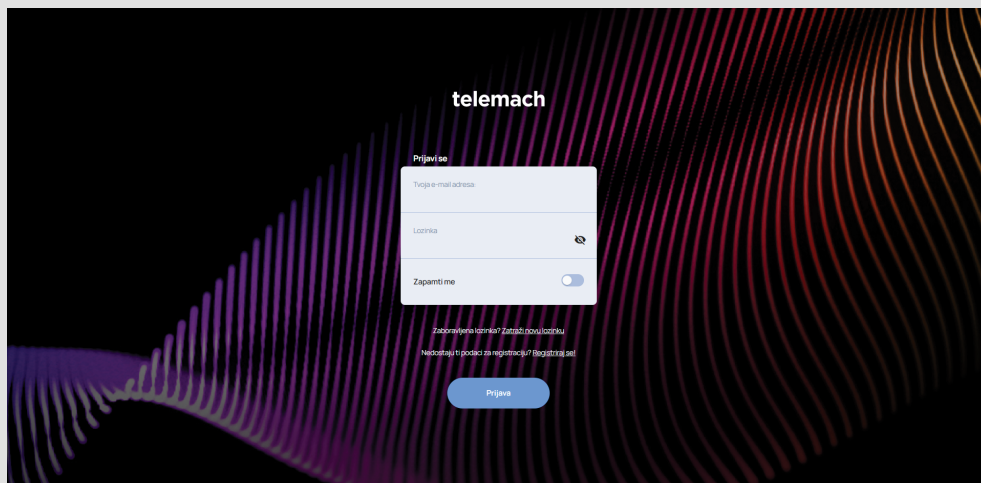 telemach
Prijavi se
Tvoja e-mail adresa
Lozinka
Zapamti me
Zaboravljena lozinka? Zatraži novu lozinku
Nedostaju ti podaci za registraciju? Registriraj se!
Prijava